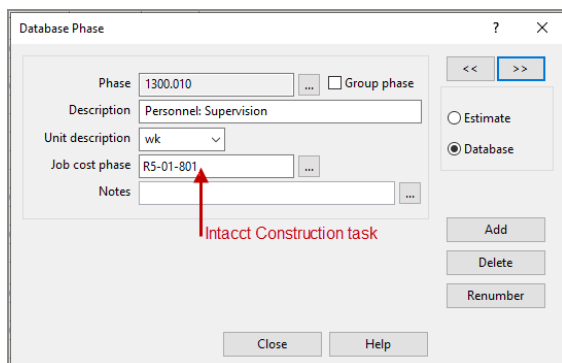 Database Phase ? ×
<< >>
Phase 1300.010 ... Group phase
Description Personnel: Supervision
Estimate
Unit description wk
Database
Job cost phase R5-01-801 ...
Notes ...
Intacct Construction task
Add
Delete
Renumber
Close Help